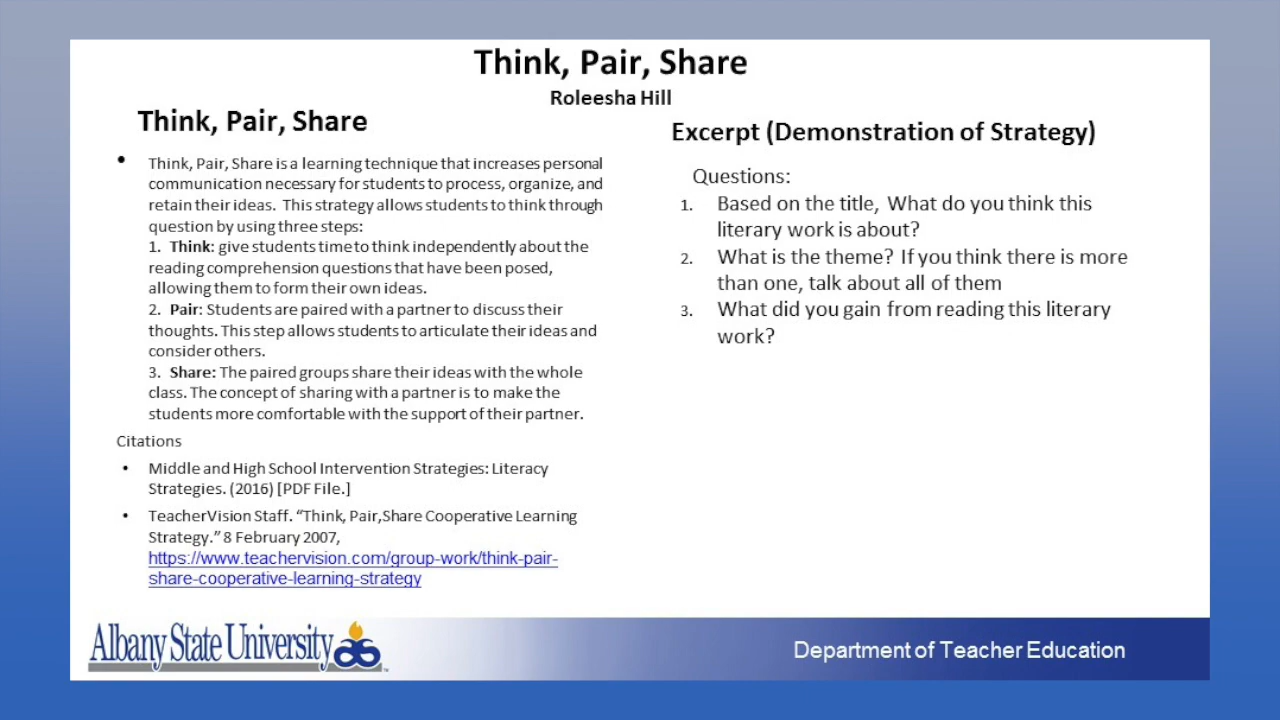 Think, Pair, Share
Roleesha Hill
Think, Pair, Share
• Think, Pair, Share is a learning technique that increases personal
communication necessary for students to process, organize, and
retain their ideas. This strategy allows students to think through
question by using three steps:
1. Think: give students time to think independently about the
reading comprehension questions that have been posed,
allowing them to form their own ideas.
2. Pair: Students are paired with a partner to discuss their
thoughts. This step allows students to articulate their ideas and
consider others.
3. Share: The paired groups share their ideas with the whole
class. The concept of sharing with a partner is to make the
students more comfortable with the support of their partner.
Citations
• Middle and High School Intervention Strategies: Literacy
Strategies. (2016) [PDF File.]
• TeacherVision Staff. “Think, Pair,Share Cooperative Learning
Strategy.” 8 February 2007,
https://www.teachervision.com/group-work/think-pair-
share-cooperative-learning-strategy
Excerpt (Demonstration of Strategy)
Questions:
1. Based on the title, What do you think this
literary work is about?
2. What is the theme? If you think there is more
than one, talk about all of them
3. What did you gain from reading this literary
work?
Albany State University
Department of Teacher Education